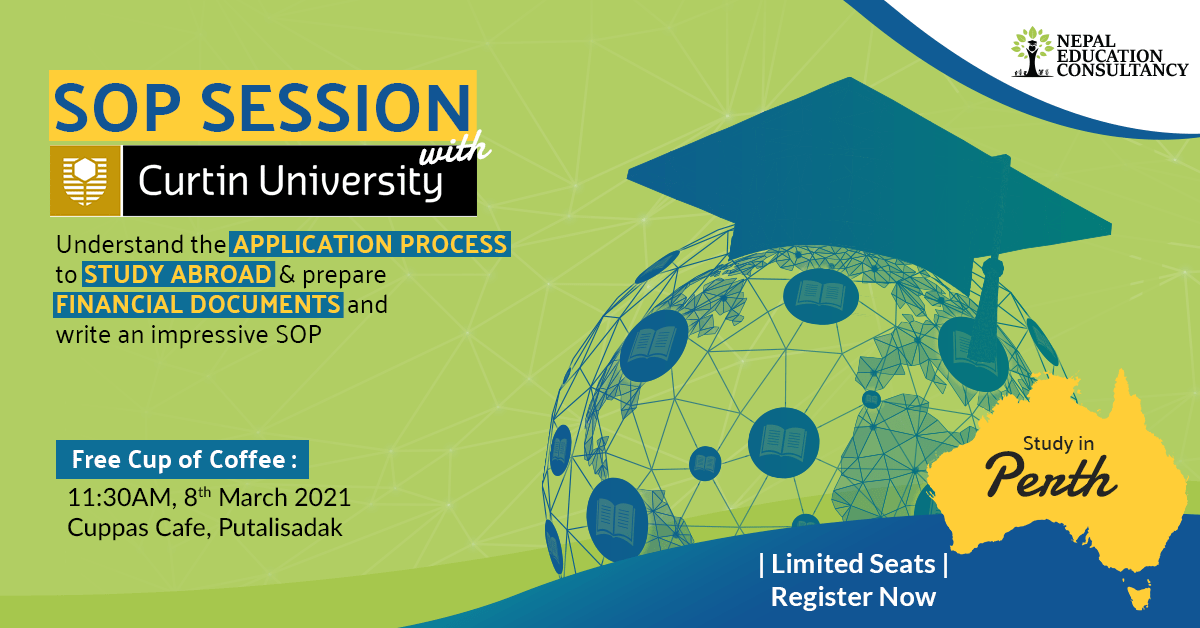 NEPAL
EDUCATION
CONSULTANCY
SOP SESSION
with
Curtin University
Understand the APPLICATION PROCESS
to STUDY ABROAD & prepare
FINANCIAL DOCUMENTS and
write an impressive SOP
Free Cup of Coffee :
11:30AM, 8th March 2021
Cuppas Cafe, Putalisadak
Study in
Perth
| Limited Seats |
Register Now